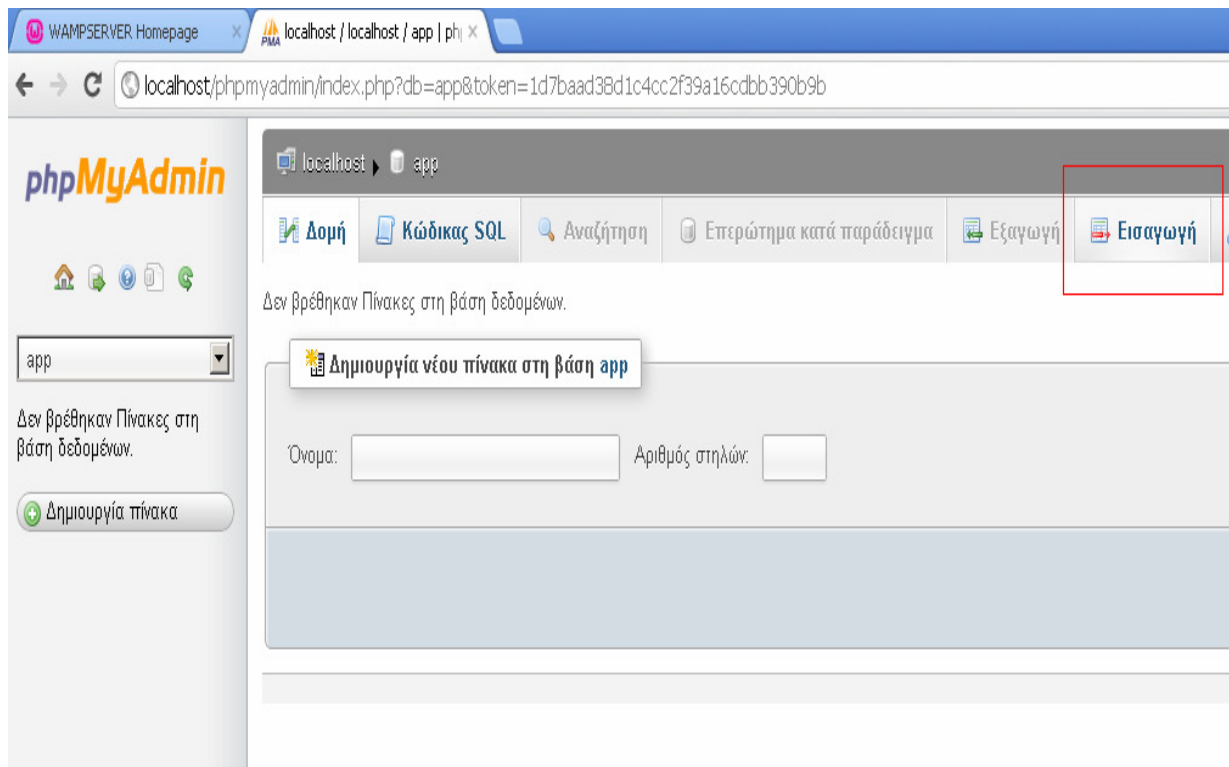 WAMPSERVER Homepage
localhost / localhost / app | ph
localhost/phpmyadmin/index.php?db=app&token=1d7baad38d1c4cc2f39a16cdbb390b9b
phpMyAdmin
PMA
localhost ▸ app
Δομή Κώδικας SQL Αναζήτηση Επερώτημα κατά παράδειγμα Εξαγωγή Εισαγωγή
Δεν βρέθηκαν Πίνακες στη βάση δεδομένων.
app
Δημιουργία νέου πίνακα στη βάση app
Δεν βρέθηκαν Πίνακες στη
βάση δεδομένων.
Όνομα: Αριθμός στηλών:
Δημιουργία πίνακα